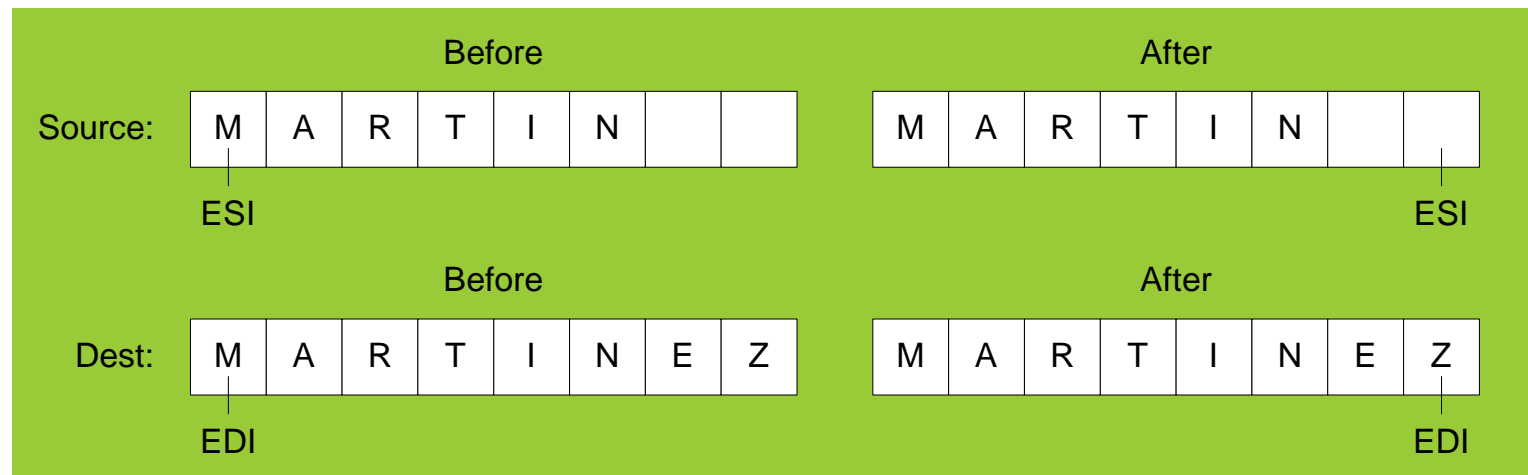 Before After
Source: M A R T I N M A R T I N
ESI ESI
Before After
Dest: M A R T I N E Z M A R T I N E Z
EDI EDI